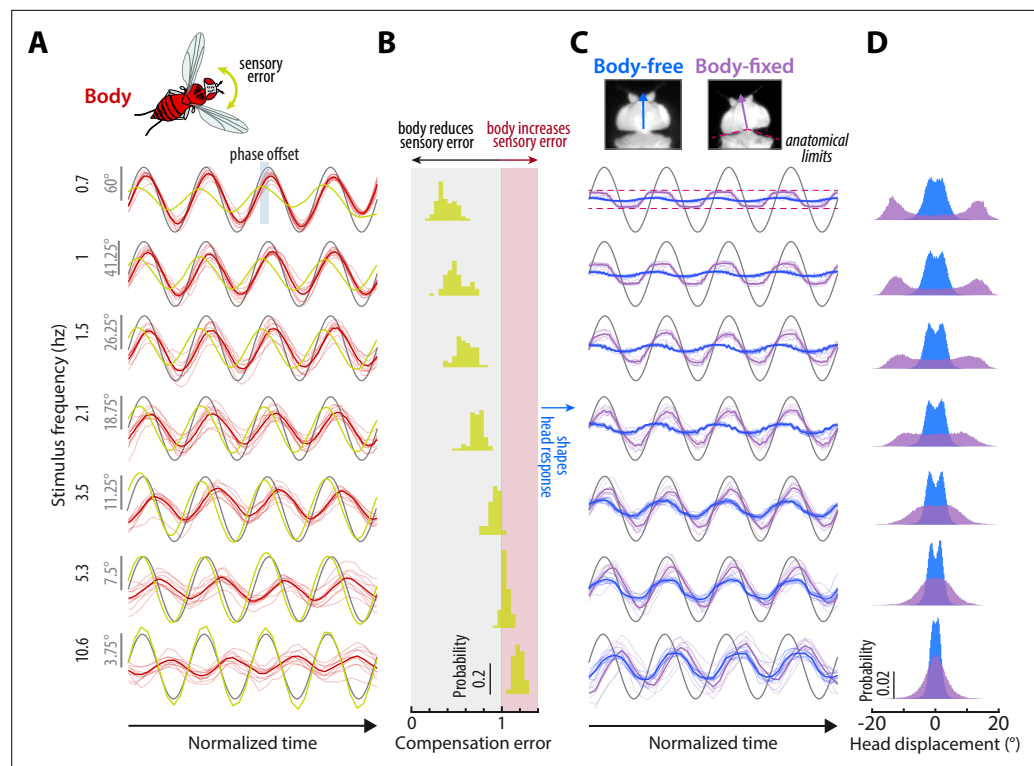 A
B
C
D
Body
sensory
error
phase offset
body reduces
sensory error
body increases
sensory error
Body-free
Body-fixed
anatomical
limits
Stimulus frequency (hz)
0.7
60°
1
41.25°
1.5
26.25°
2.1
18.75°
3.5
11.25°
5.3
7.5°
10.6
3.75°
shapes
head response
Probability
0.2
Probability
0.02
0
1
-20
0
20
Normalized time
Compensation error
Normalized time
Head displacement (°)